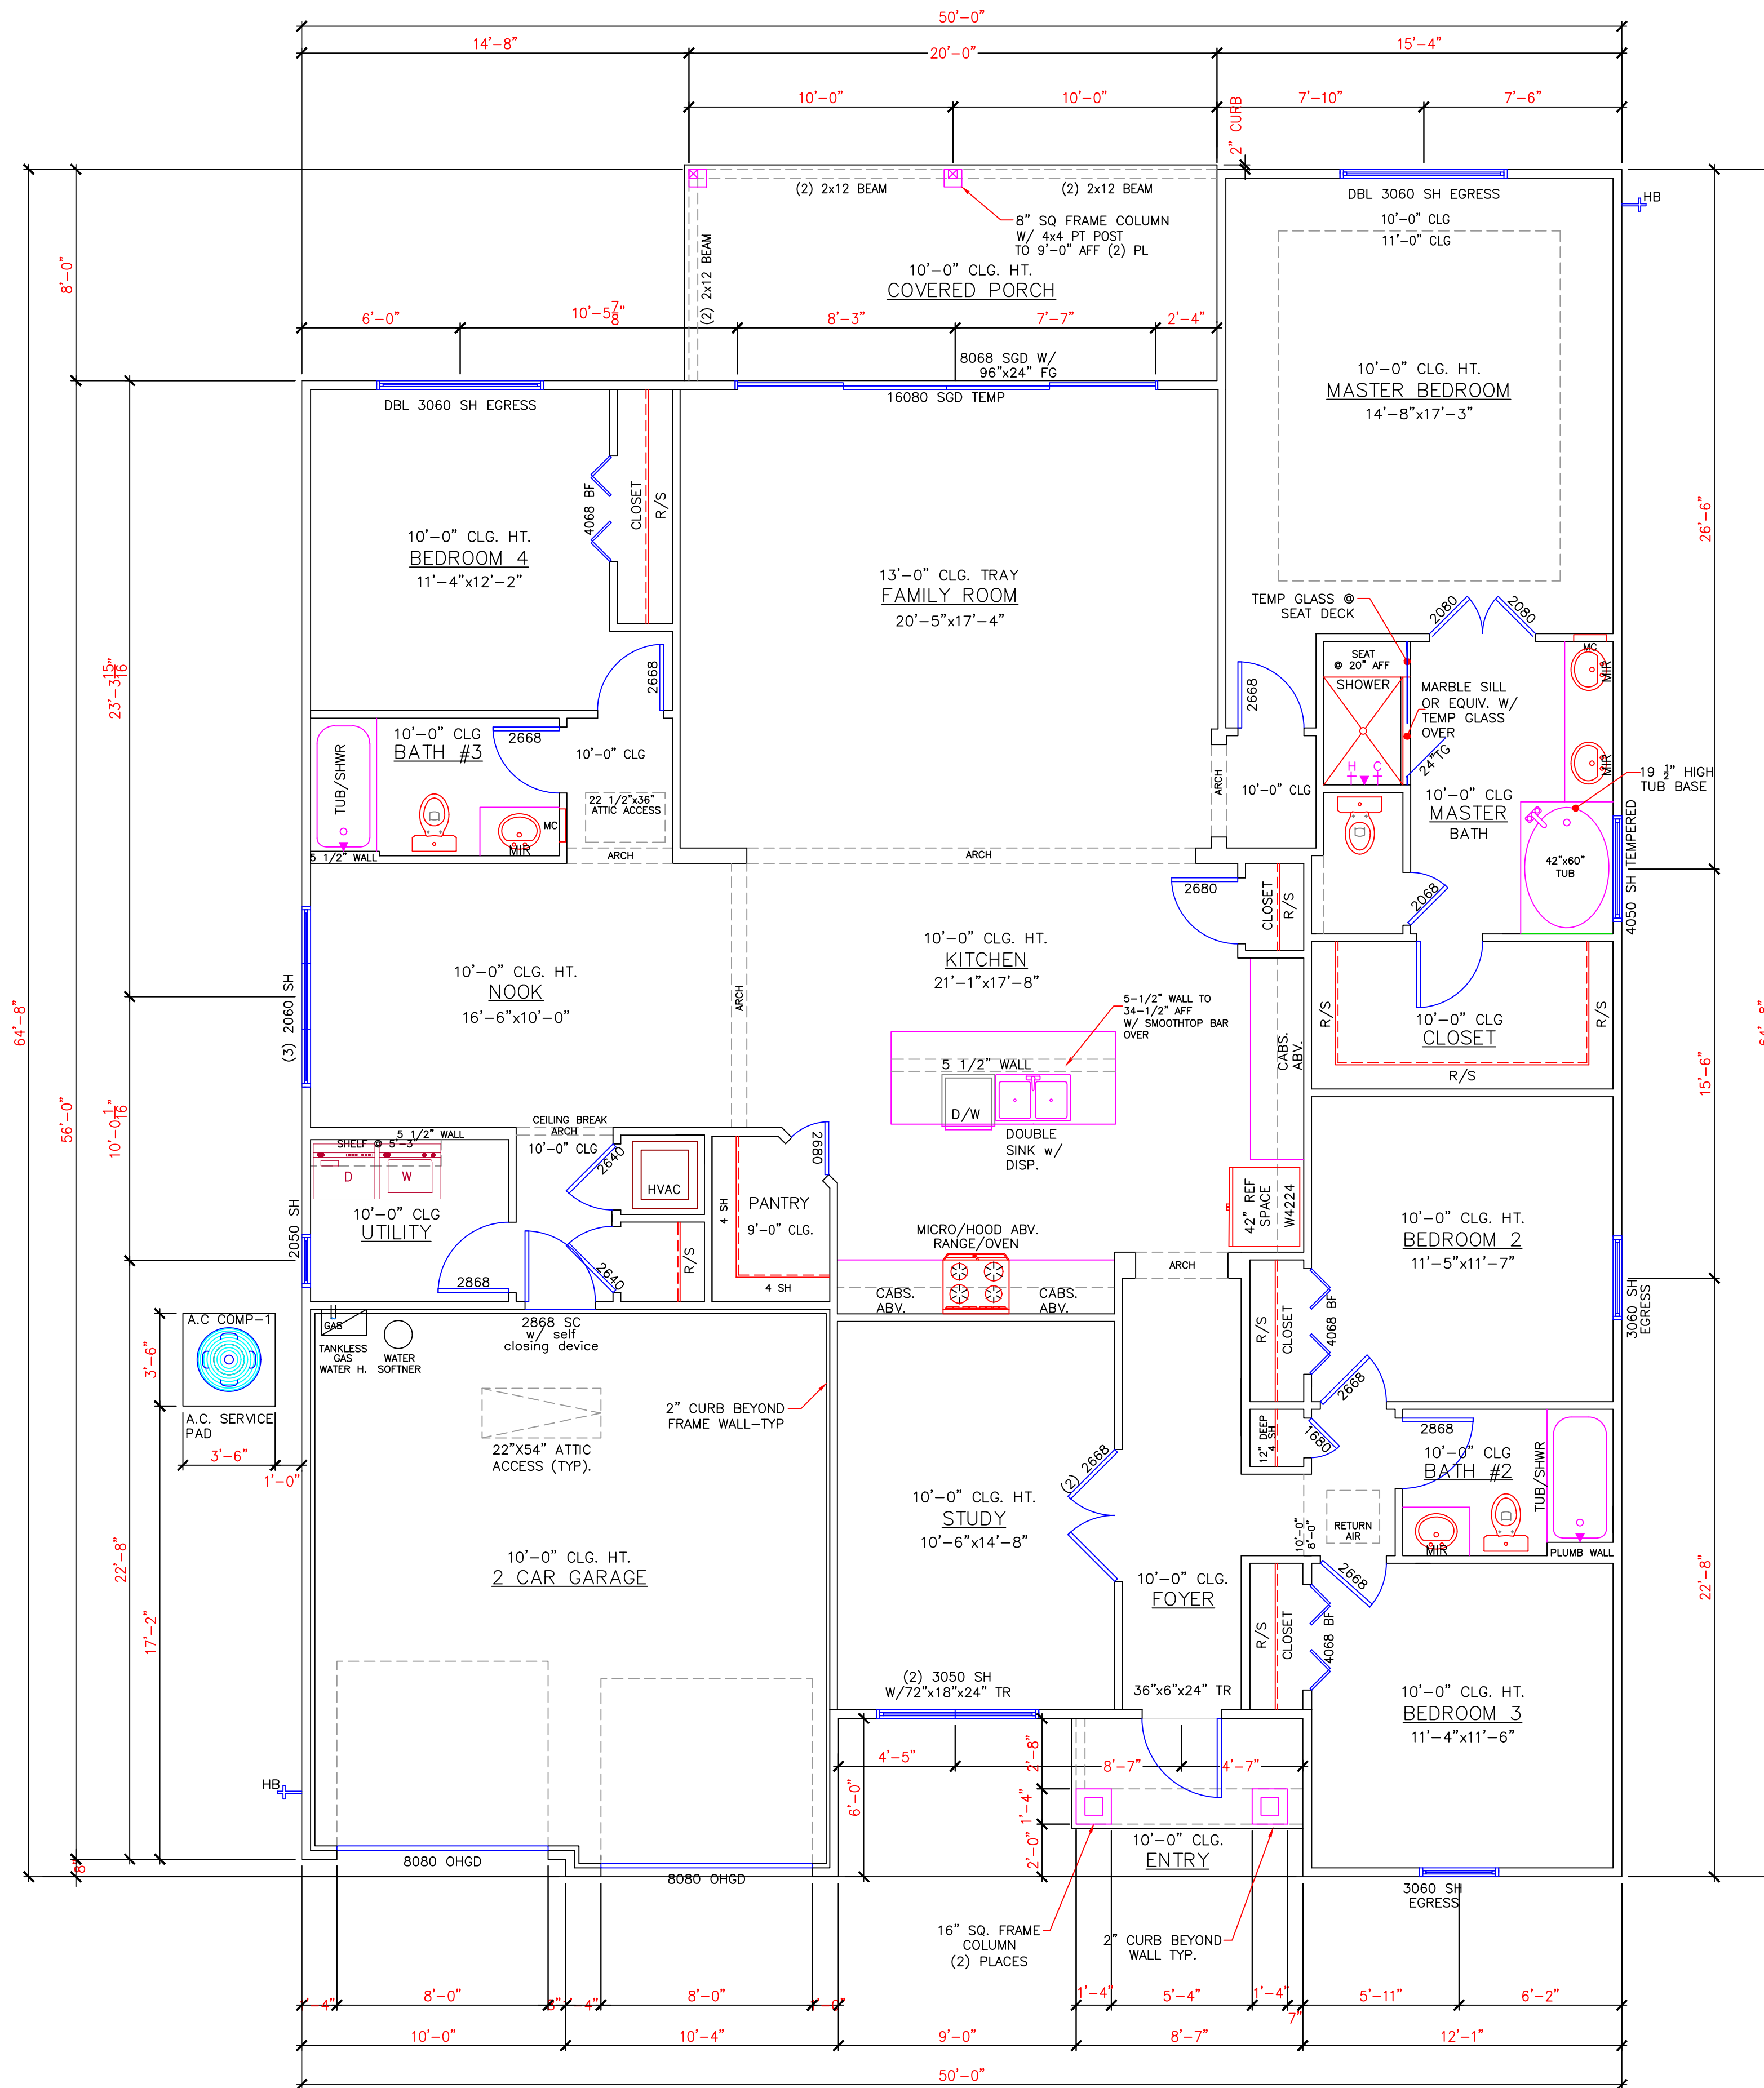 50'-0"
14'-8"
20'-0"
15'-4"
10'-0"
10'-0"
7'-10"
7'-6"
2" CURB
(2) 2x12 BEAM
(2) 2x12 BEAM
(2) 2x12 BEAM
8" SQ FRAME COLUMN
W/ 4x4 PT POST
TO 9'-0" AFF (2) PL
10'-0" CLG. HT.
COVERED PORCH
6'-0"
10'-5 7/8"
8'-3"
7'-7"
2'-4"
8068 SGD W/
96"x24" FG
16080 SGD TEMP
DBL 3060 SH EGRESS
10'-0" CLG
11'-0" CLG
HB
10'-0" CLG. HT.
MASTER BEDROOM
14'-8"x17'-3"
8'-0"
DBL 3060 SH EGRESS
4068 BF
CLOSET
R/S
10'-0" CLG. HT.
BEDROOM 4
11'-4"x12'-2"
2668
13'-0" CLG. TRAY
FAMILY ROOM
20'-5"x17'-4"
TEMP GLASS @
SEAT DECK
2080
2080
26'-6"
23'-3 15/16"
SEAT
@ 20" AFF
SHOWER
MARBLE SILL
OR EQUIV. W/
TEMP GLASS
OVER
MC
MIR
MIR
24"TG
H C
2668
10'-0" CLG
BATH #3
2668
10'-0" CLG
TUB/SHWR
22 1/2"x36"
ATTIC ACCESS
MC
MIR
5 1/2" WALL
ARCH
ARCH
ARCH
10'-0" CLG
10'-0" CLG
MASTER
BATH
19 1/2" HIGH
TUB BASE
42"x60"
TUB
4050 SH TEMPERED
2068
2680
CLOSET
R/S
10'-0" CLG. HT.
NOOK
16'-6"x10'-0"
(3) 2060 SH
ARCH
10'-0" CLG. HT.
KITCHEN
21'-1"x17'-8"
5-1/2" WALL TO
34-1/2" AFF
W/ SMOOTHTOP BAR
OVER
5 1/2" WALL
D/W
DOUBLE
SINK w/
DISP.
CABS.
ABV.
R/S
10'-0" CLG
CLOSET
R/S
R/S
15'-6"
64'-8"
56'-0"
10'-0 1/16"
64'-8"
5 1/2" WALL
SHELF @ 5'-3"
D
W
10'-0" CLG
UTILITY
2868
2050 SH
CEILING BREAK
ARCH
10'-0" CLG
2640
HVAC
2640
R/S
4 SH
PANTRY
9'-0" CLG.
4 SH
2680
MICRO/HOOD ABV.
RANGE/OVEN
CABS.
ABV.
CABS.
ABV.
42" REF
SPACE
W4224
ARCH
10'-0" CLG. HT.
BEDROOM 2
11'-5"x11'-7"
3060 SH
EGRESS
R/S
CLOSET
4068 BF
A.C COMP-1
3'-6"
A.C. SERVICE
PAD
3'-6"
1'-0"
GAS
TANKLESS
GAS
WATER H.
WATER
SOFTNER
2868 SC
w/ self
closing device
22"X54" ATTIC
ACCESS (TYP).
2" CURB BEYOND
FRAME WALL-TYP
2668
12" DEEP
4 SH
1680
2868
10'-0" CLG
BATH #2
TUB/SHWR
MIR
PLUMB WALL
RETURN
AIR
10'-0"
8'-0"
2668
(2) 2668
10'-0" CLG. HT.
STUDY
10'-6"x14'-8"
10'-0" CLG. HT.
2 CAR GARAGE
10'-0" CLG.
FOYER
R/S
CLOSET
4068 BF
22'-8"
17'-2"
22'-8"
(2) 3050 SH
W/72"x18"x24" TR
36"x6"x24" TR
10'-0" CLG. HT.
BEDROOM 3
11'-4"x11'-6"
4'-5"
8'-7"
4'-7"
2'-8"
1'-4"
2'-0"
6'-0"
HB
8"
8080 OHGD
8080 OHGD
10'-0" CLG.
ENTRY
3060 SH
EGRESS
16" SQ. FRAME
COLUMN
(2) PLACES
2" CURB BEYOND
WALL TYP.
8'-0"
8'-0"
1'-4"
5'-4"
1'-4"
7"
5'-11"
6'-2"
10'-0"
10'-4"
9'-0"
8'-7"
12'-1"
50'-0"